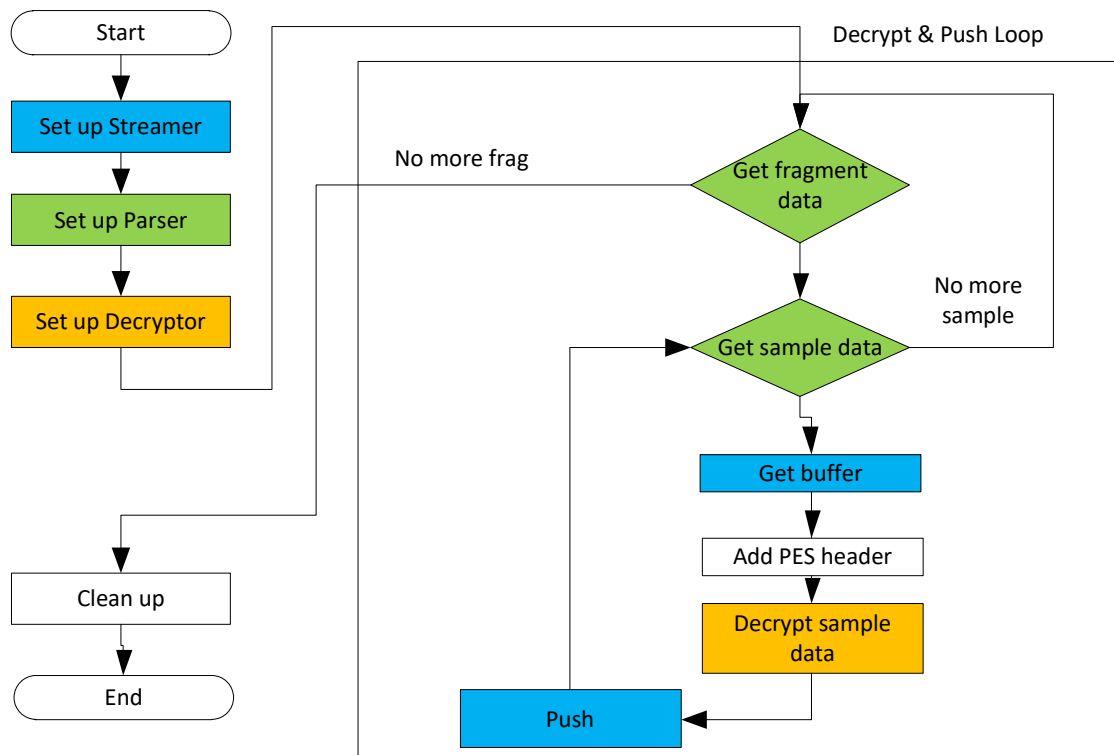 Start
Set up Streamer
Set up Parser
Set up Decryptor
Clean up
End
Decrypt & Push Loop
No more frag
Get fragment
data
No more
sample
Get sample data
Get buffer
Add PES header
Decrypt sample
data
Push